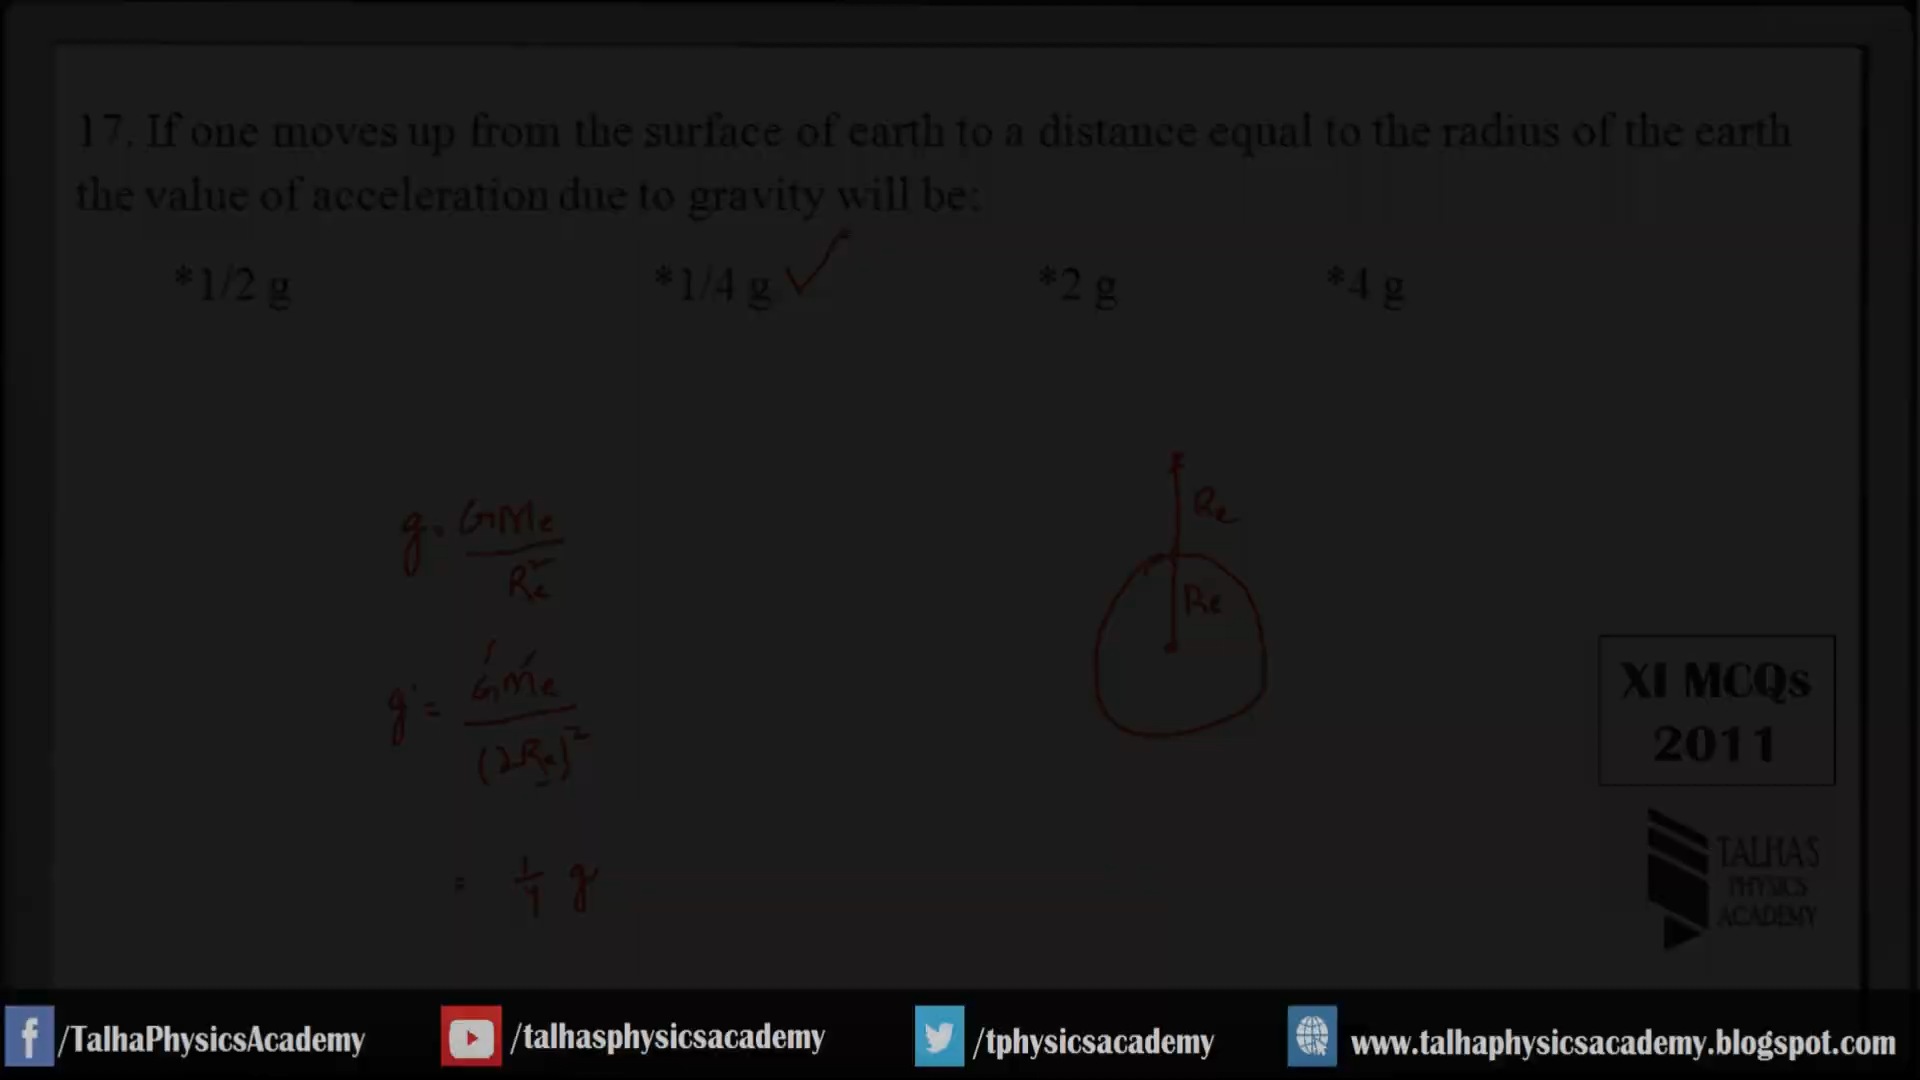 17. If one moves up from the surface of earth to a distance equal to the radius of the earth
the value of acceleration due to gravity will be:
*1/2 g *1/4 g ✓ *2 g *4 g
g = GMe / Re²
g' = GMe / (2Re)²
= 1/4 g
Re
Re
XI MCQs
2011
TALHAS
PHYSICS
ACADEMY
/TalhaPhysicsAcademy /talhasphysicsacademy /tphysicsacademy www.talhaphysicsacademy.blogspot.com